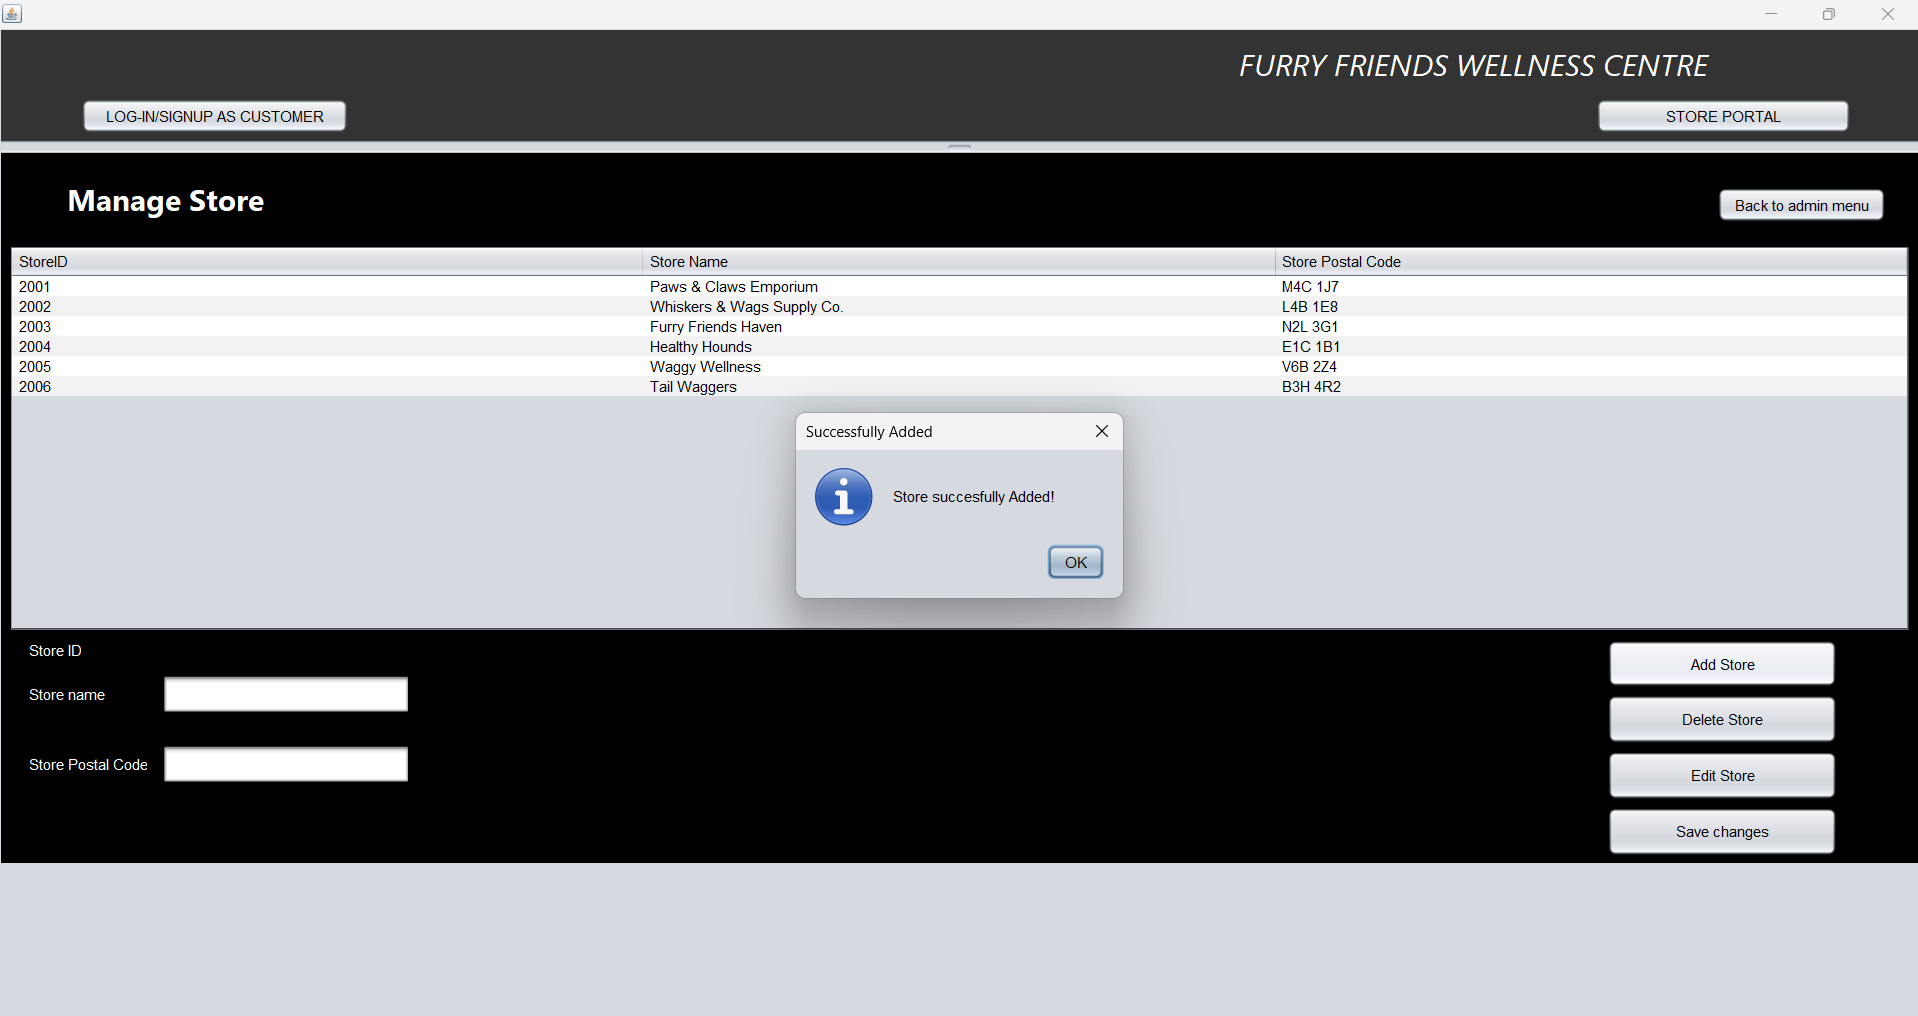 FURRY FRIENDS WELLNESS CENTRE
LOG-IN/SIGNUP AS CUSTOMER
STORE PORTAL
Manage Store
Back to admin menu
StoreID Store Name Store Postal Code
2001 Paws & Claws Emporium M4C 1J7
2002 Whiskers & Wags Supply Co. L4B 1E8
2003 Furry Friends Haven N2L 3G1
2004 Healthy Hounds E1C 1B1
2005 Waggy Wellness V6B 2Z4
2006 Tail Waggers B3H 4R2
Successfully Added
Store succesfully Added!
OK
Store ID
Store name
Store Postal Code
Add Store
Delete Store
Edit Store
Save changes